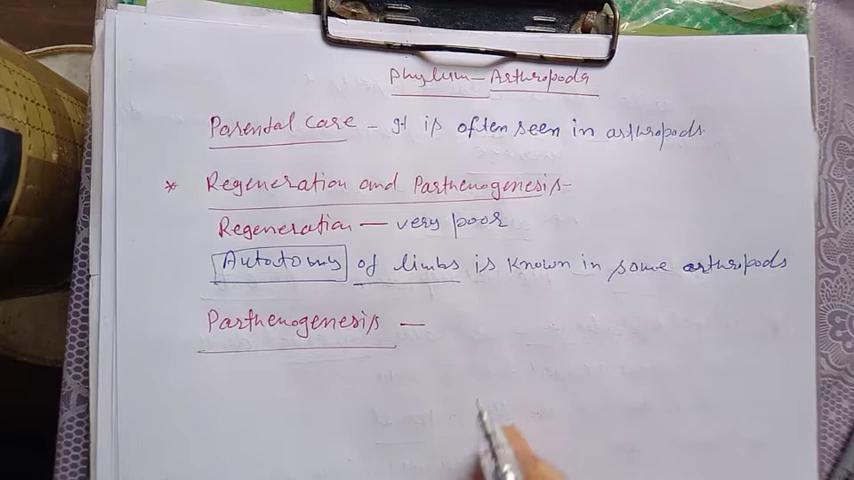 Phylum - Arthropoda
Parental care - It is often seen in arthropods.
* Regeneration and Parthenogenesis -
Regeneration — very poor
Autotomy of limbs is known in some arthropods
Parthenogenesis —